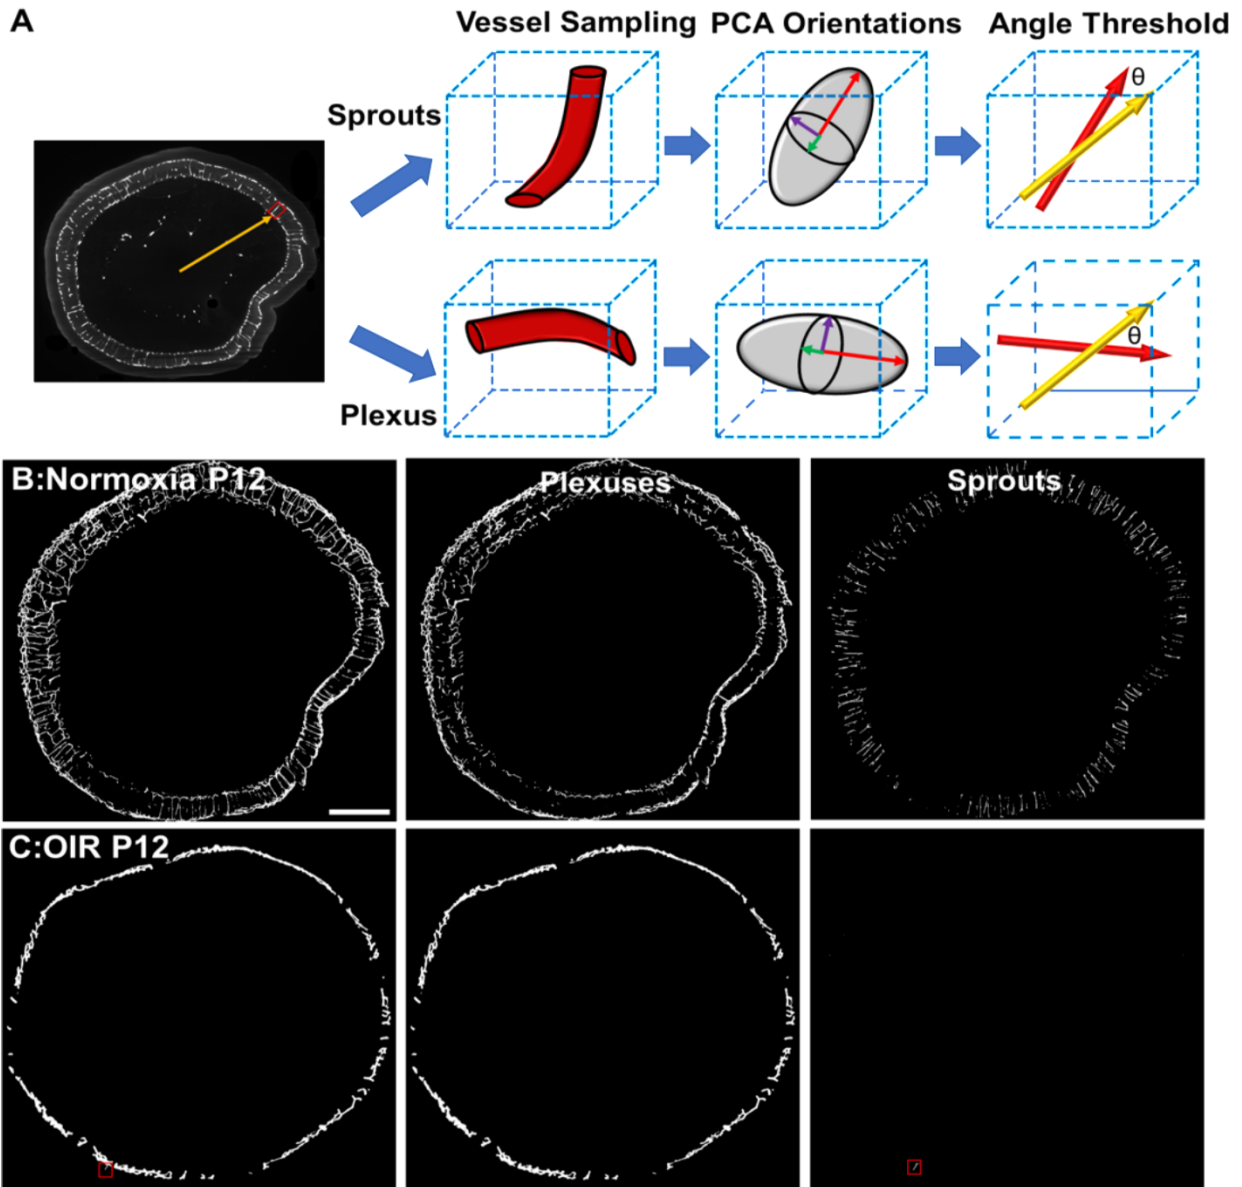 A
Vessel Sampling PCA Orientations Angle Threshold
Sprouts
θ
Plexus
θ
B:Normoxia P12 Plexuses Sprouts
C:OIR P12